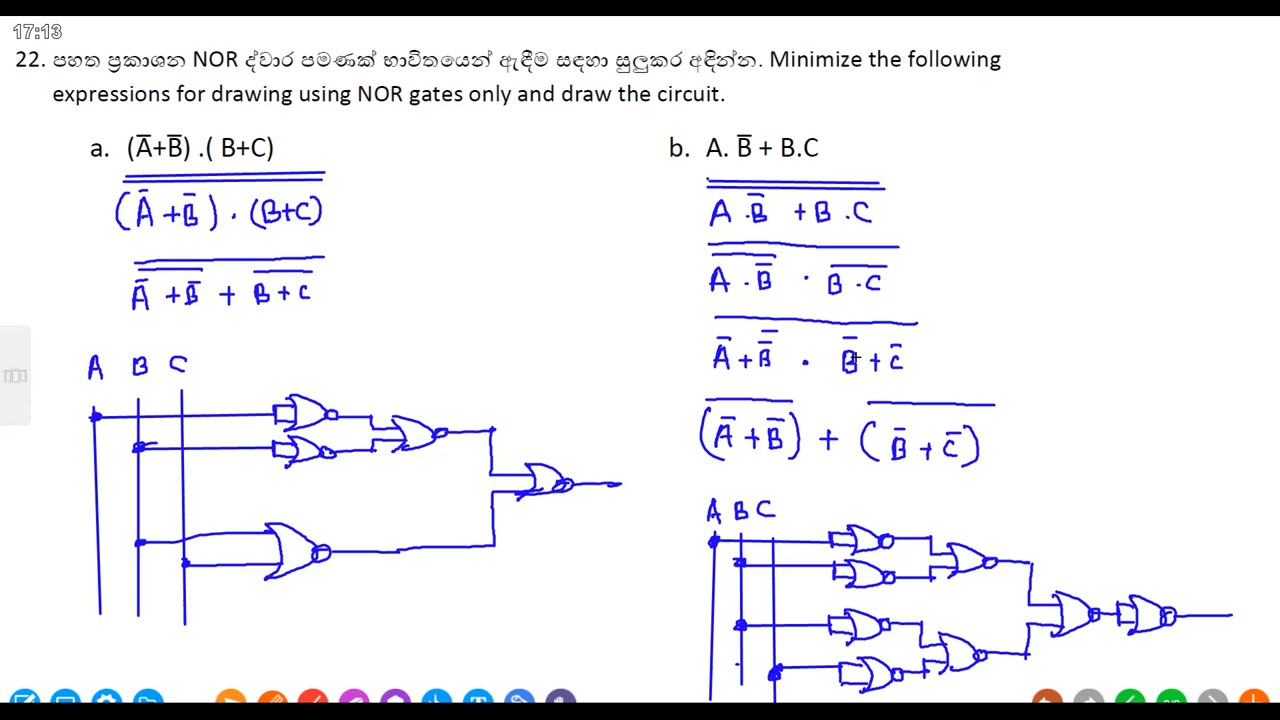 17:13
22. පහත ප්‍රකාශන NOR ද්වාර පමණක් භාවිතයෙන් ඇඳීම සඳහා සුලුකර අඳින්න. Minimize the following
expressions for drawing using NOR gates only and draw the circuit.
a. (A̅+B̅) .( B+C)
(A̅ + B̅) . (B+C)
A̅ + B̅ + B + C
A B C
b. A. B̅ + B.C
A . B̅ + B . C
A . B̅ . B . C
A̅ + B̿ . B̅ + C̅
(A̅ + B̅) + (B̅ + C̅)
A B C